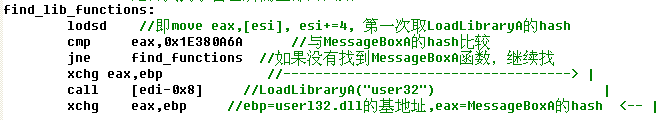 find_lib_functions:
lodsd //即move eax,[esi], esi+=4, 第一次取LoadLibraryA的hash
cmp eax,0x1E380A6A //与MessageBoxA的hash比较
jne find_functions //如果没有找到MessageBoxA函数，继续找
xchg eax,ebp //------------------------------------> |
call [edi-0x8] //LoadLibraryA("user32") |
xchg eax,ebp //ebp=userl32.dll的基地址,eax=MessageBoxA的hash <-- |